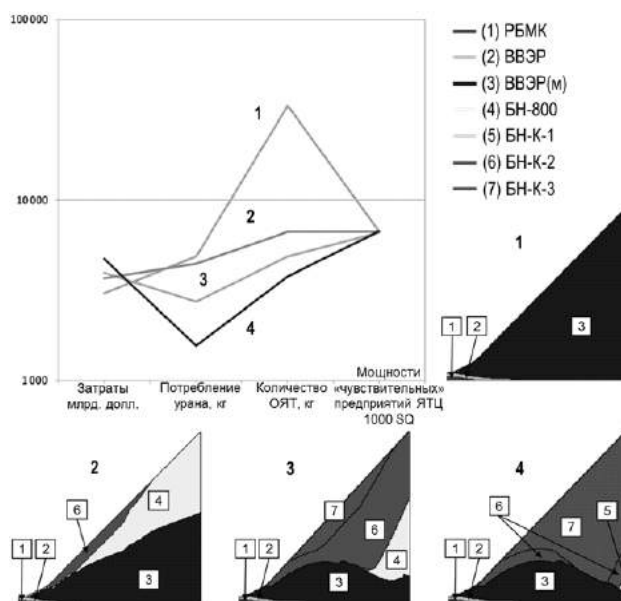 100000
10000
1000
1
2
3
4
Затраты
млрд. долл.
Потребление
урана, кг
Количество
ОЯТ, кг
Мощности
«чувствительных»
предприятий ЯТЦ
1000 SQ
(1) РБМК
(2) ВВЭР
(3) ВВЭР(м)
(4) БН-800
(5) БН-К-1
(6) БН-К-2
(7) БН-К-3
1
1
2
3
2
1
2
6
4
3
3
1
2
7
6
4
3
4
1
2
6
7
5
3